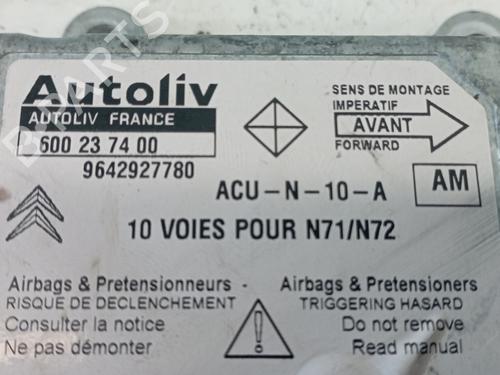 Autoliv
AUTOLIV FRANCE
600 23 74 00
9642927780
SENS DE MONTAGE
IMPERATIF
AVANT
FORWARD
ACU-N-10-A
AM
10 VOIES POUR N71/N72
Airbags & Pretensionneurs -
RISQUE DE DECLENCHEMENT
Consulter la notice
Ne pas démonter
Airbags & Pretensioners
TRIGGERING HASARD
Do not remove
Read manual